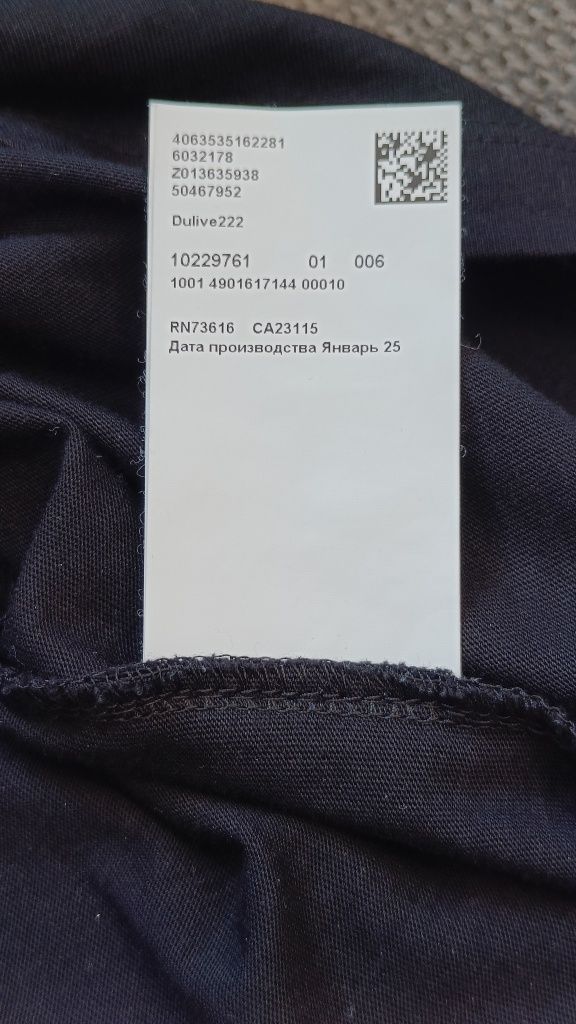 4063535162281
6032178
Z013635938
50467952
Dulive222
10229761 01 006
1001 4901617144 00010
RN73616 CA23115
Дата производства Январь 25